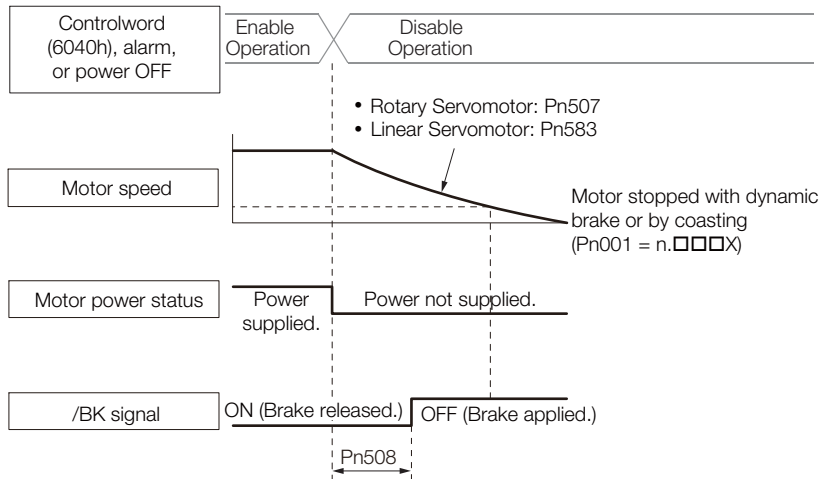 Controlword
(6040h), alarm,
or power OFF
Enable
Operation
Disable
Operation
• Rotary Servomotor: Pn507
• Linear Servomotor: Pn583
Motor speed
Motor stopped with dynamic
brake or by coasting
(Pn001 = n.□□□X)
Motor power status
Power
supplied.
Power not supplied.
/BK signal
ON (Brake released.)
OFF (Brake applied.)
Pn508